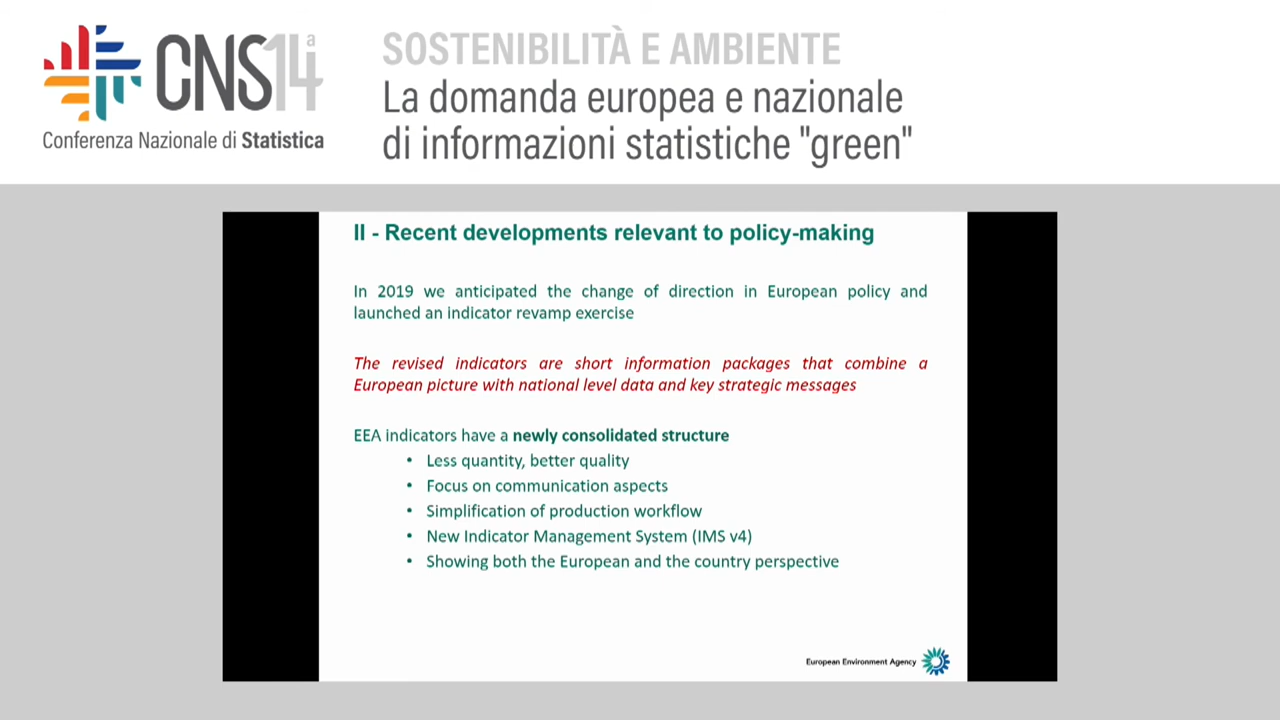 CNS14ª
Conferenza Nazionale di Statistica
SOSTENIBILITÀ E AMBIENTE
La domanda europea e nazionale
di informazioni statistiche "green"
II - Recent developments relevant to policy-making
In 2019 we anticipated the change of direction in European policy and
launched an indicator revamp exercise
The revised indicators are short information packages that combine a
European picture with national level data and key strategic messages
EEA indicators have a newly consolidated structure
• Less quantity, better quality
• Focus on communication aspects
• Simplification of production workflow
• New Indicator Management System (IMS v4)
• Showing both the European and the country perspective
European Environment Agency